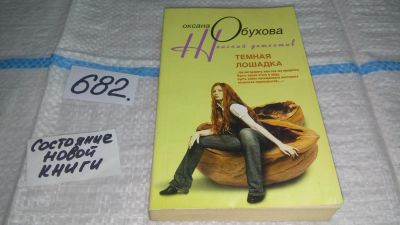 682.
Состояние
новой
книги
оксана
Обухова
Женский детектив
ТЕМНАЯ
ЛОШАДКА